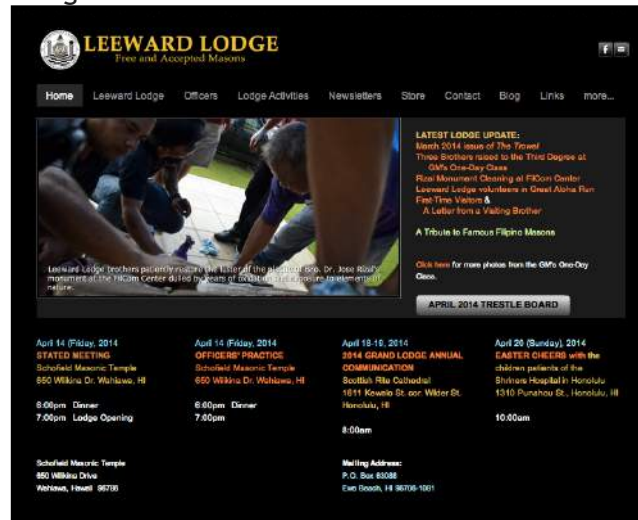 LEEWARD LODGE
Free and Accepted Masons
Home Leeward Lodge Officers Lodge Activities Newsletters Store Contact Blog Links more...
LATEST LODGE UPDATE:
March 2014 issue of The Trowel
Three Brothers raised to the Third Degree at
GM's One-Day Class
Rizal Monument Cleaning at FilCom Center
Leeward Lodge volunteers in Great Aloha Run
First-Time Visitors &
A Letter from a Visiting Brother
A Tribute to Famous Filipino Masons
Click here for more photos from the GM's One-Day
Class.
APRIL 2014 TRESTLE BOARD
Leeward Lodge brothers patiently restore the luster of the of Bro. Dr. Jose Rizal's
monument at the FilCom Center dulled by years of and exposure to elements of
nature.
April 14 (Friday, 2014
STATED MEETING
Schofield Masonic Temple
650 Wilikina Dr. Wahiawa, HI
6:00pm Dinner
7:00pm Lodge Opening
April 14 (Friday, 2014
OFFICERS' PRACTICE
Schofield Masonic Temple
650 Wilikina Dr. Wahiawa, HI
6:00pm Dinner
7:00pm
April 18-19, 2014
2014 GRAND LODGE ANNUAL
COMMUNICATION
Scottish Rite Cathedral
1611 Kewalo St. cor. Wilder St.
Honolulu, HI
8:00am
April 20 (Sunday), 2014
EASTER CHEERS with the
children patients of the
Shriners Hospital in Honolulu
1310 Punahou St., Honolulu, HI
10:00am
Schofield Masonic Temple
650 Wilikina Drive
Wahiawa, Hawaii 96786
Mailing Address:
P.O. Box
Ewa Beach, HI